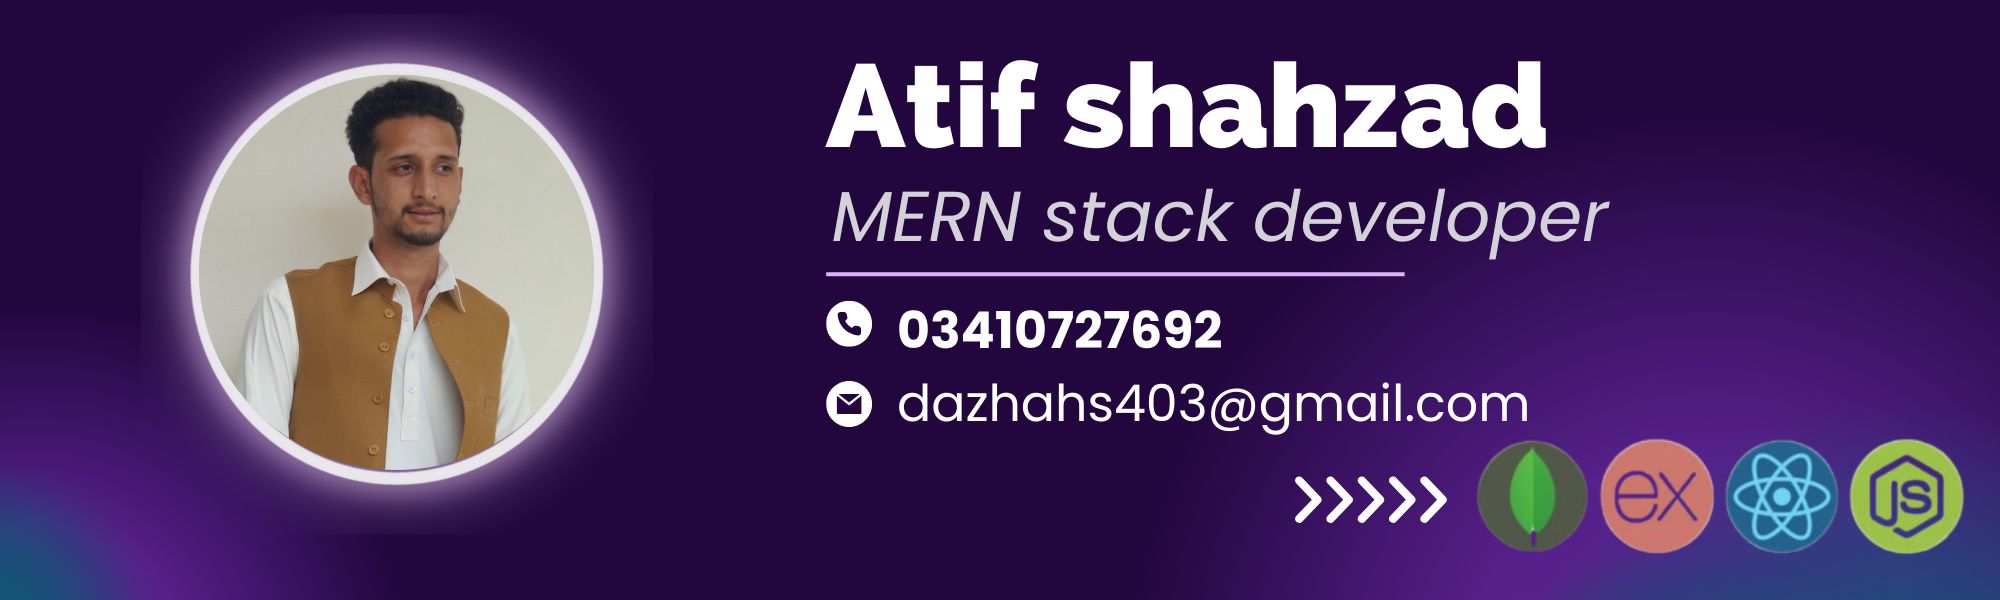 Atif shahzad
MERN stack developer
03410727692
dazhahs403@gmail.com
ex
JS